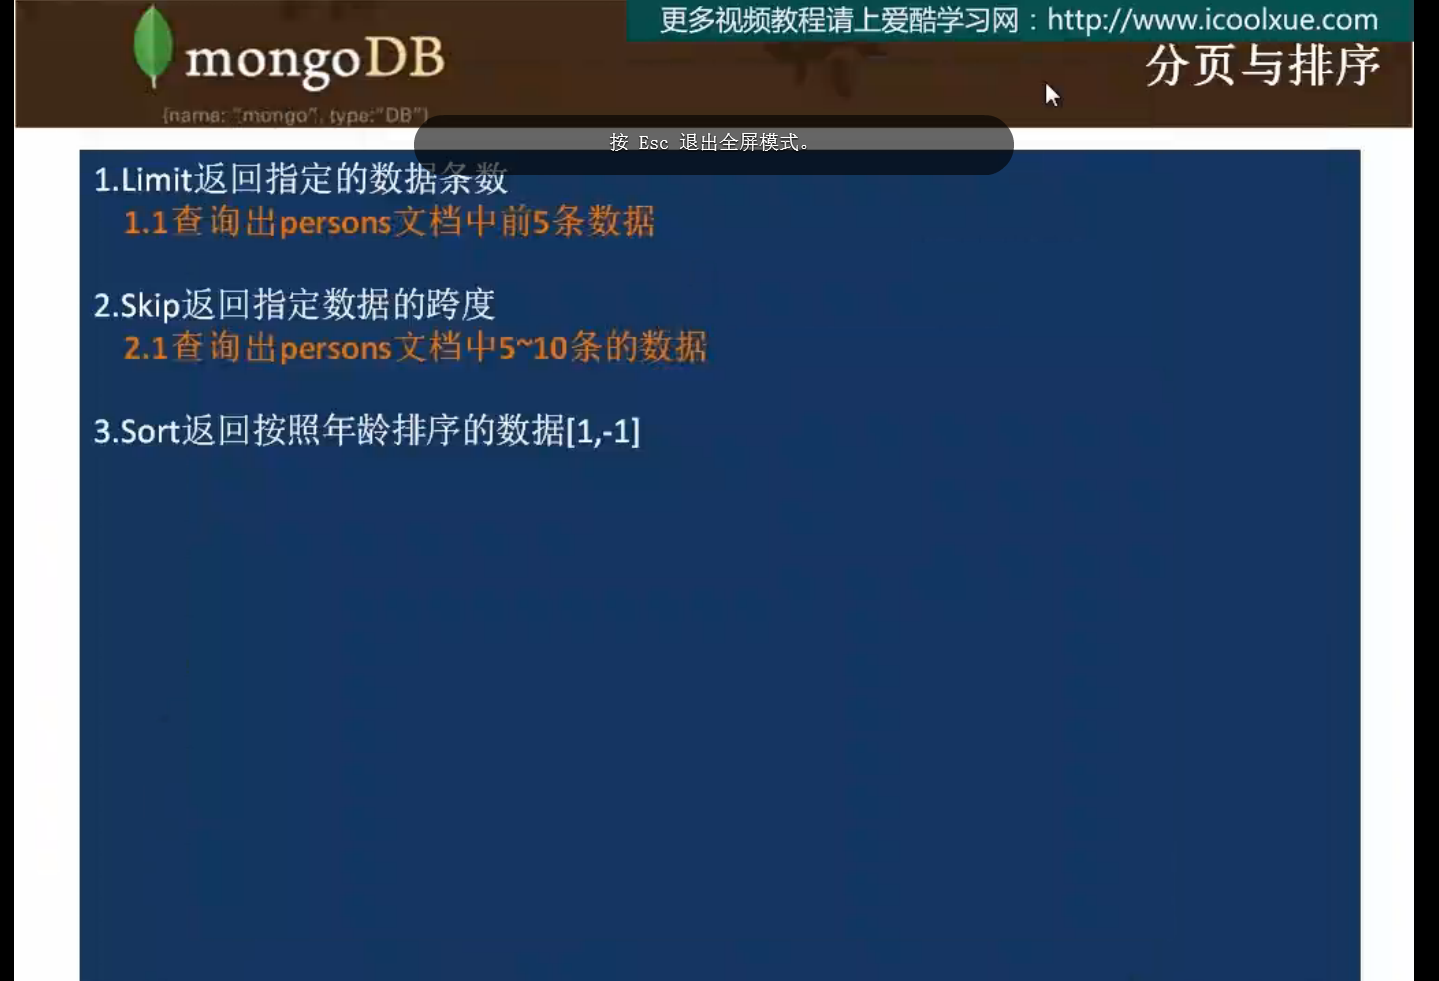 更多视频教程请上爱酷学习网：http://www.icoolxue.com
mongoDB
{name: "mongo", type:"DB"}
分页与排序
按 Esc 退出全屏模式。
1.Limit返回指定的数据条数
1.1查询出persons文档中前5条数据
2.Skip返回指定数据的跨度
2.1查询出persons文档中5~10条的数据
3.Sort返回按照年龄排序的数据[1,-1]